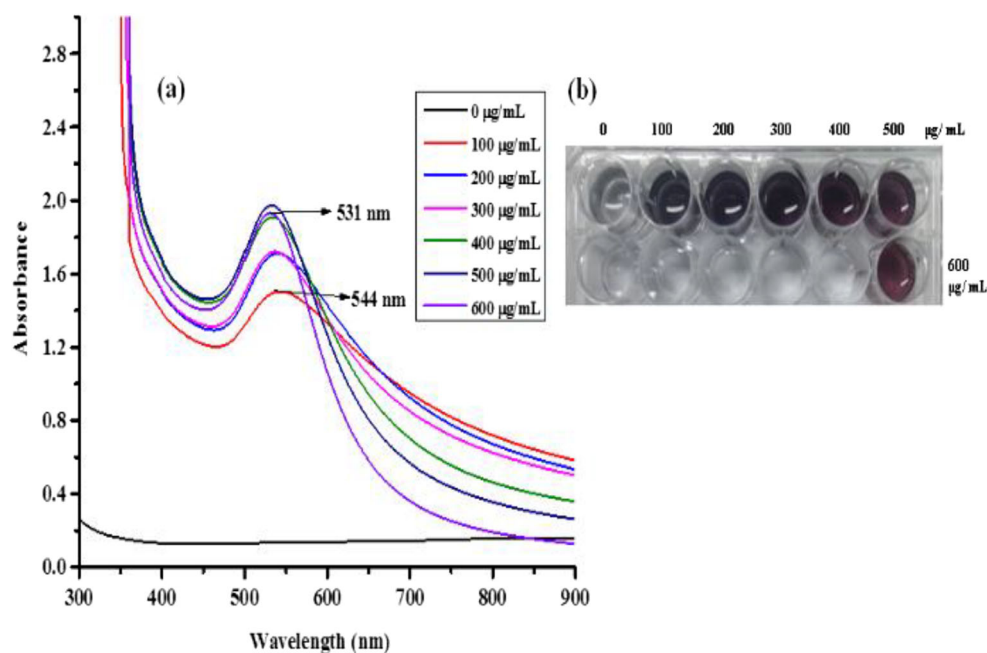 (a)
Absorbance
2.8
2.4
2.0
1.6
1.2
0.8
0.4
0.0
300 400 500 600 700 800 900
Wavelength (nm)
531 nm
544 nm
0 µg/mL
100 µg/mL
200 µg/mL
300 µg/mL
400 µg/mL
500 µg/mL
600 µg/mL
(b)
0 100 200 300 400 500 µg/ mL
600
µg/mL